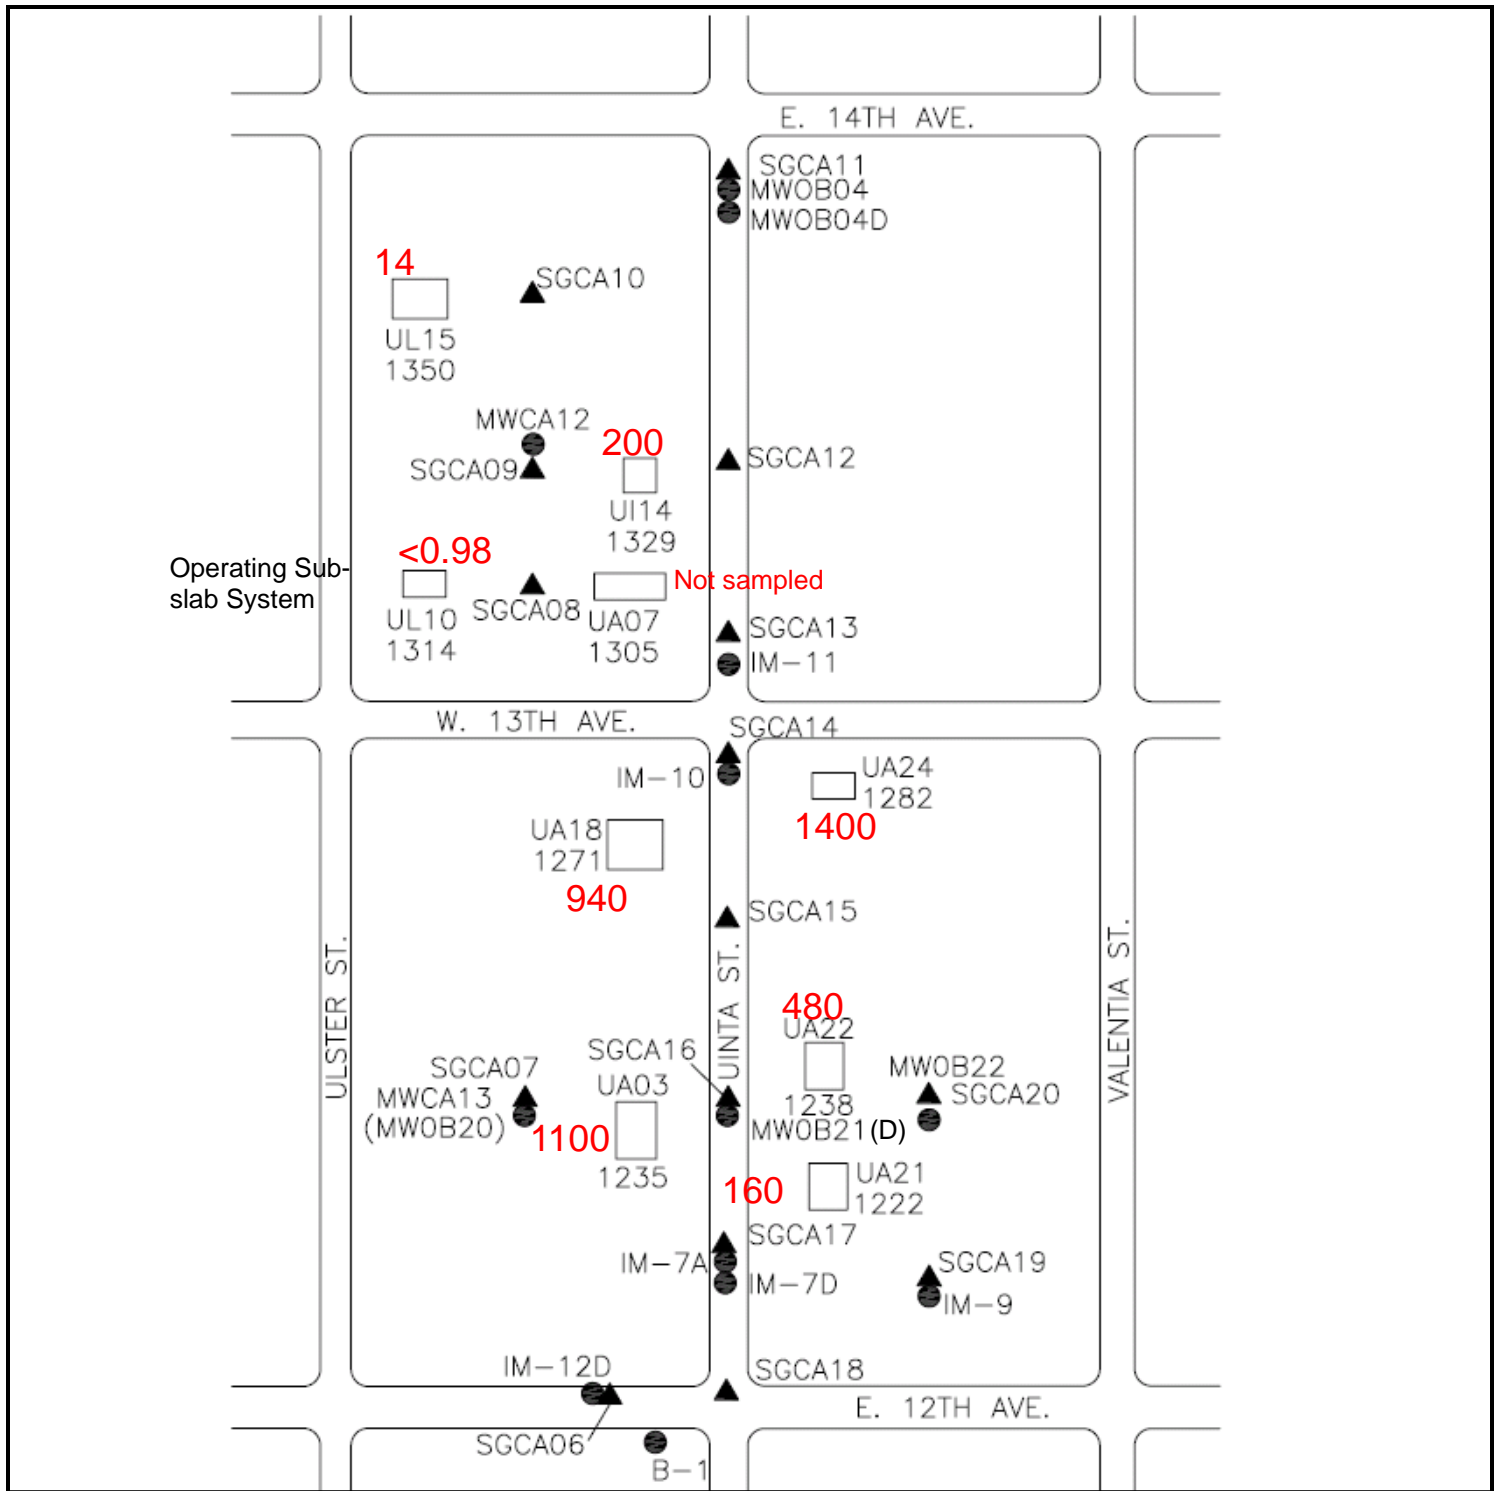 E. 14TH AVE.
SGCA11
MWOB04
MWOB04D
14
SGCA10
UL15
1350
MWCA12
200
SGCA09
SGCA12
UI14
1329
<0.98
Operating Sub-
slab System
Not sampled
SGCA08
UL10
1314
UA07
1305
SGCA13
IM-11
W. 13TH AVE.
SGCA14
IM-10
UA24
1282
1400
UA18
1271
940
SGCA15
ULSTER ST.
UINTA ST.
VALENTIA ST.
480
UA22
1238
SGCA16
SGCA07
MWCA13
(MW0B20)
UA03
1100
1235
MW0B22
SGCA20
MW0B21(D)
160
UA21
1222
SGCA17
IM-7A
IM-7D
SGCA19
IM-9
IM-12D
SGCA18
E. 12TH AVE.
SGCA06
B-1